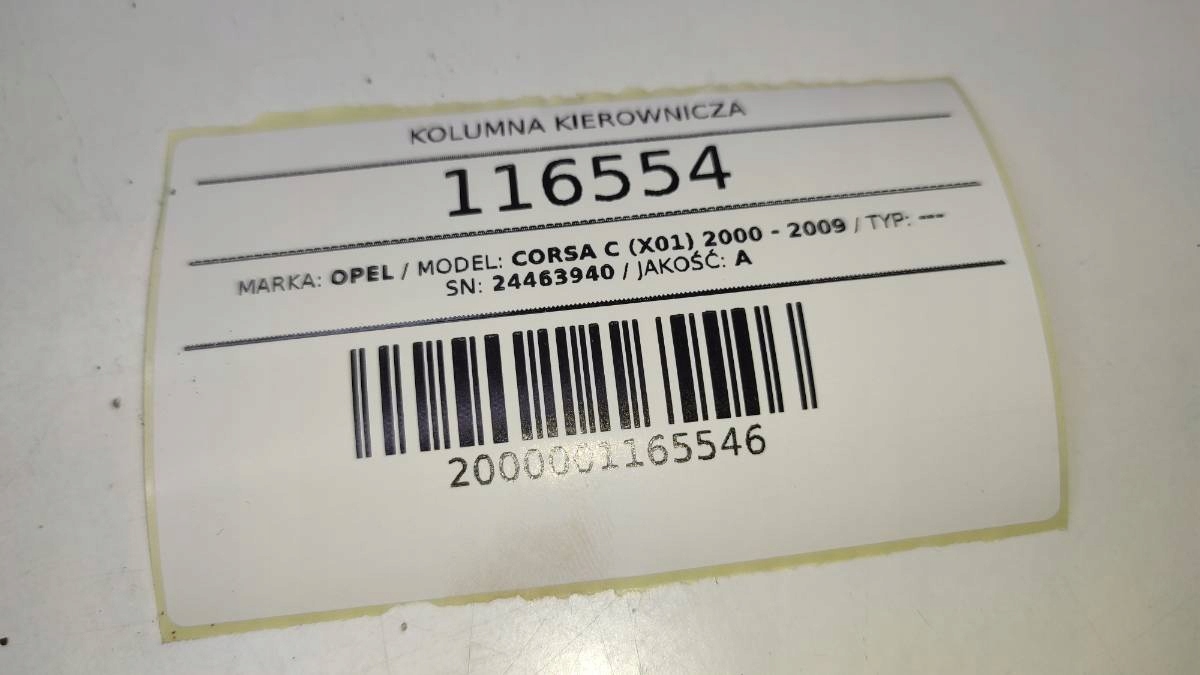 KOLUMNA KIEROWNICZA
116554
MARKA: OPEL / MODEL: CORSA C (X01) 2000 - 2009 / TYP: ---
SN: 24463940 / JAKOŚĆ: A
2000001165546